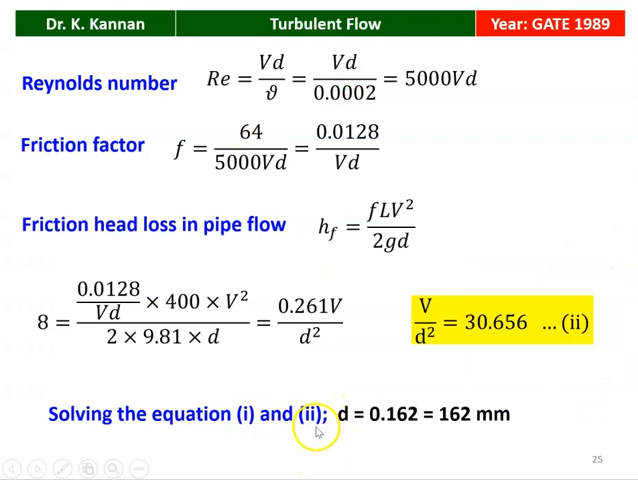 Dr. K. Kannan Turbulent Flow Year: GATE 1989
Reynolds number Re = Vd/ϑ = Vd/0.0002 = 5000Vd
Friction factor f = 64/5000Vd = 0.0128/Vd
Friction head loss in pipe flow h_f = fLV²/2gd
8 = (0.0128/Vd × 400 × V²)/(2 × 9.81 × d) = 0.261V/d² V/d² = 30.656 …(ii)
Solving the equation (i) and (ii); d = 0.162 = 162 mm
25